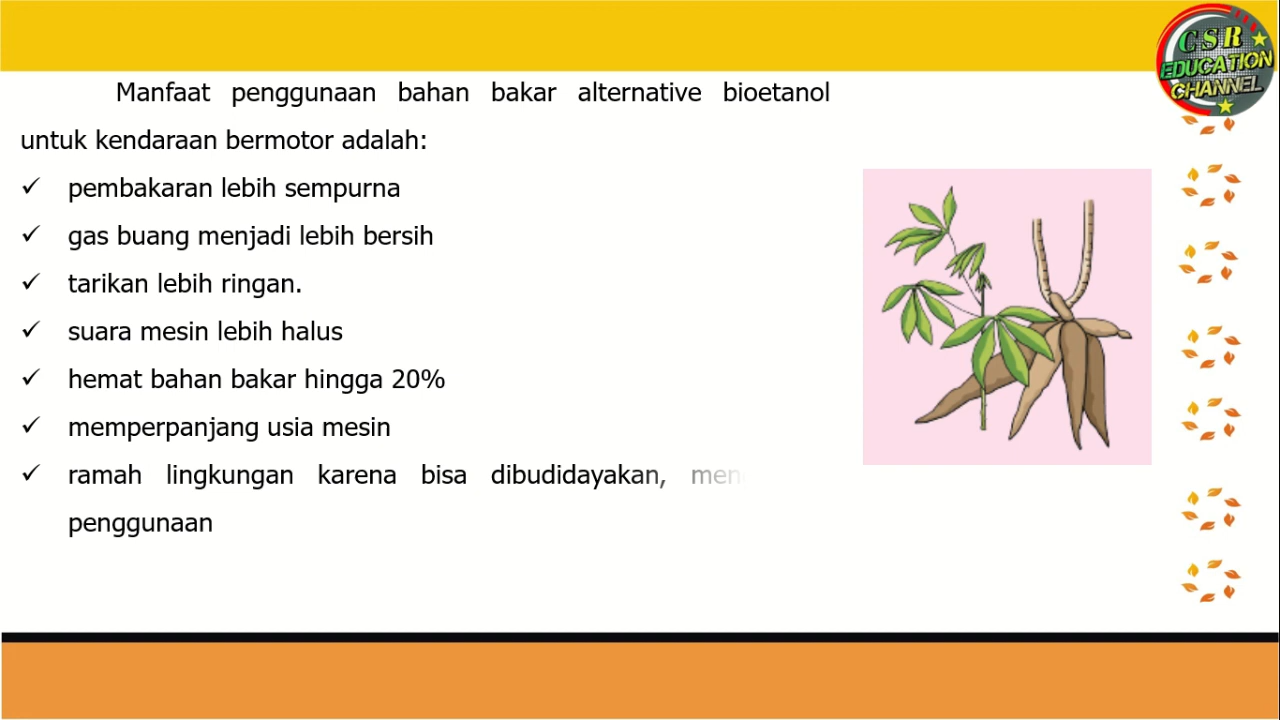 Manfaat penggunaan bahan bakar alternative bioetanol
untuk kendaraan bermotor adalah:
✓ pembakaran lebih sempurna
✓ gas buang menjadi lebih bersih
✓ tarikan lebih ringan.
✓ suara mesin lebih halus
✓ hemat bahan bakar hingga 20%
✓ memperpanjang usia mesin
✓ ramah lingkungan karena bisa dibudidayakan,
penggunaan
CSR
EDUCATION
CHANNEL